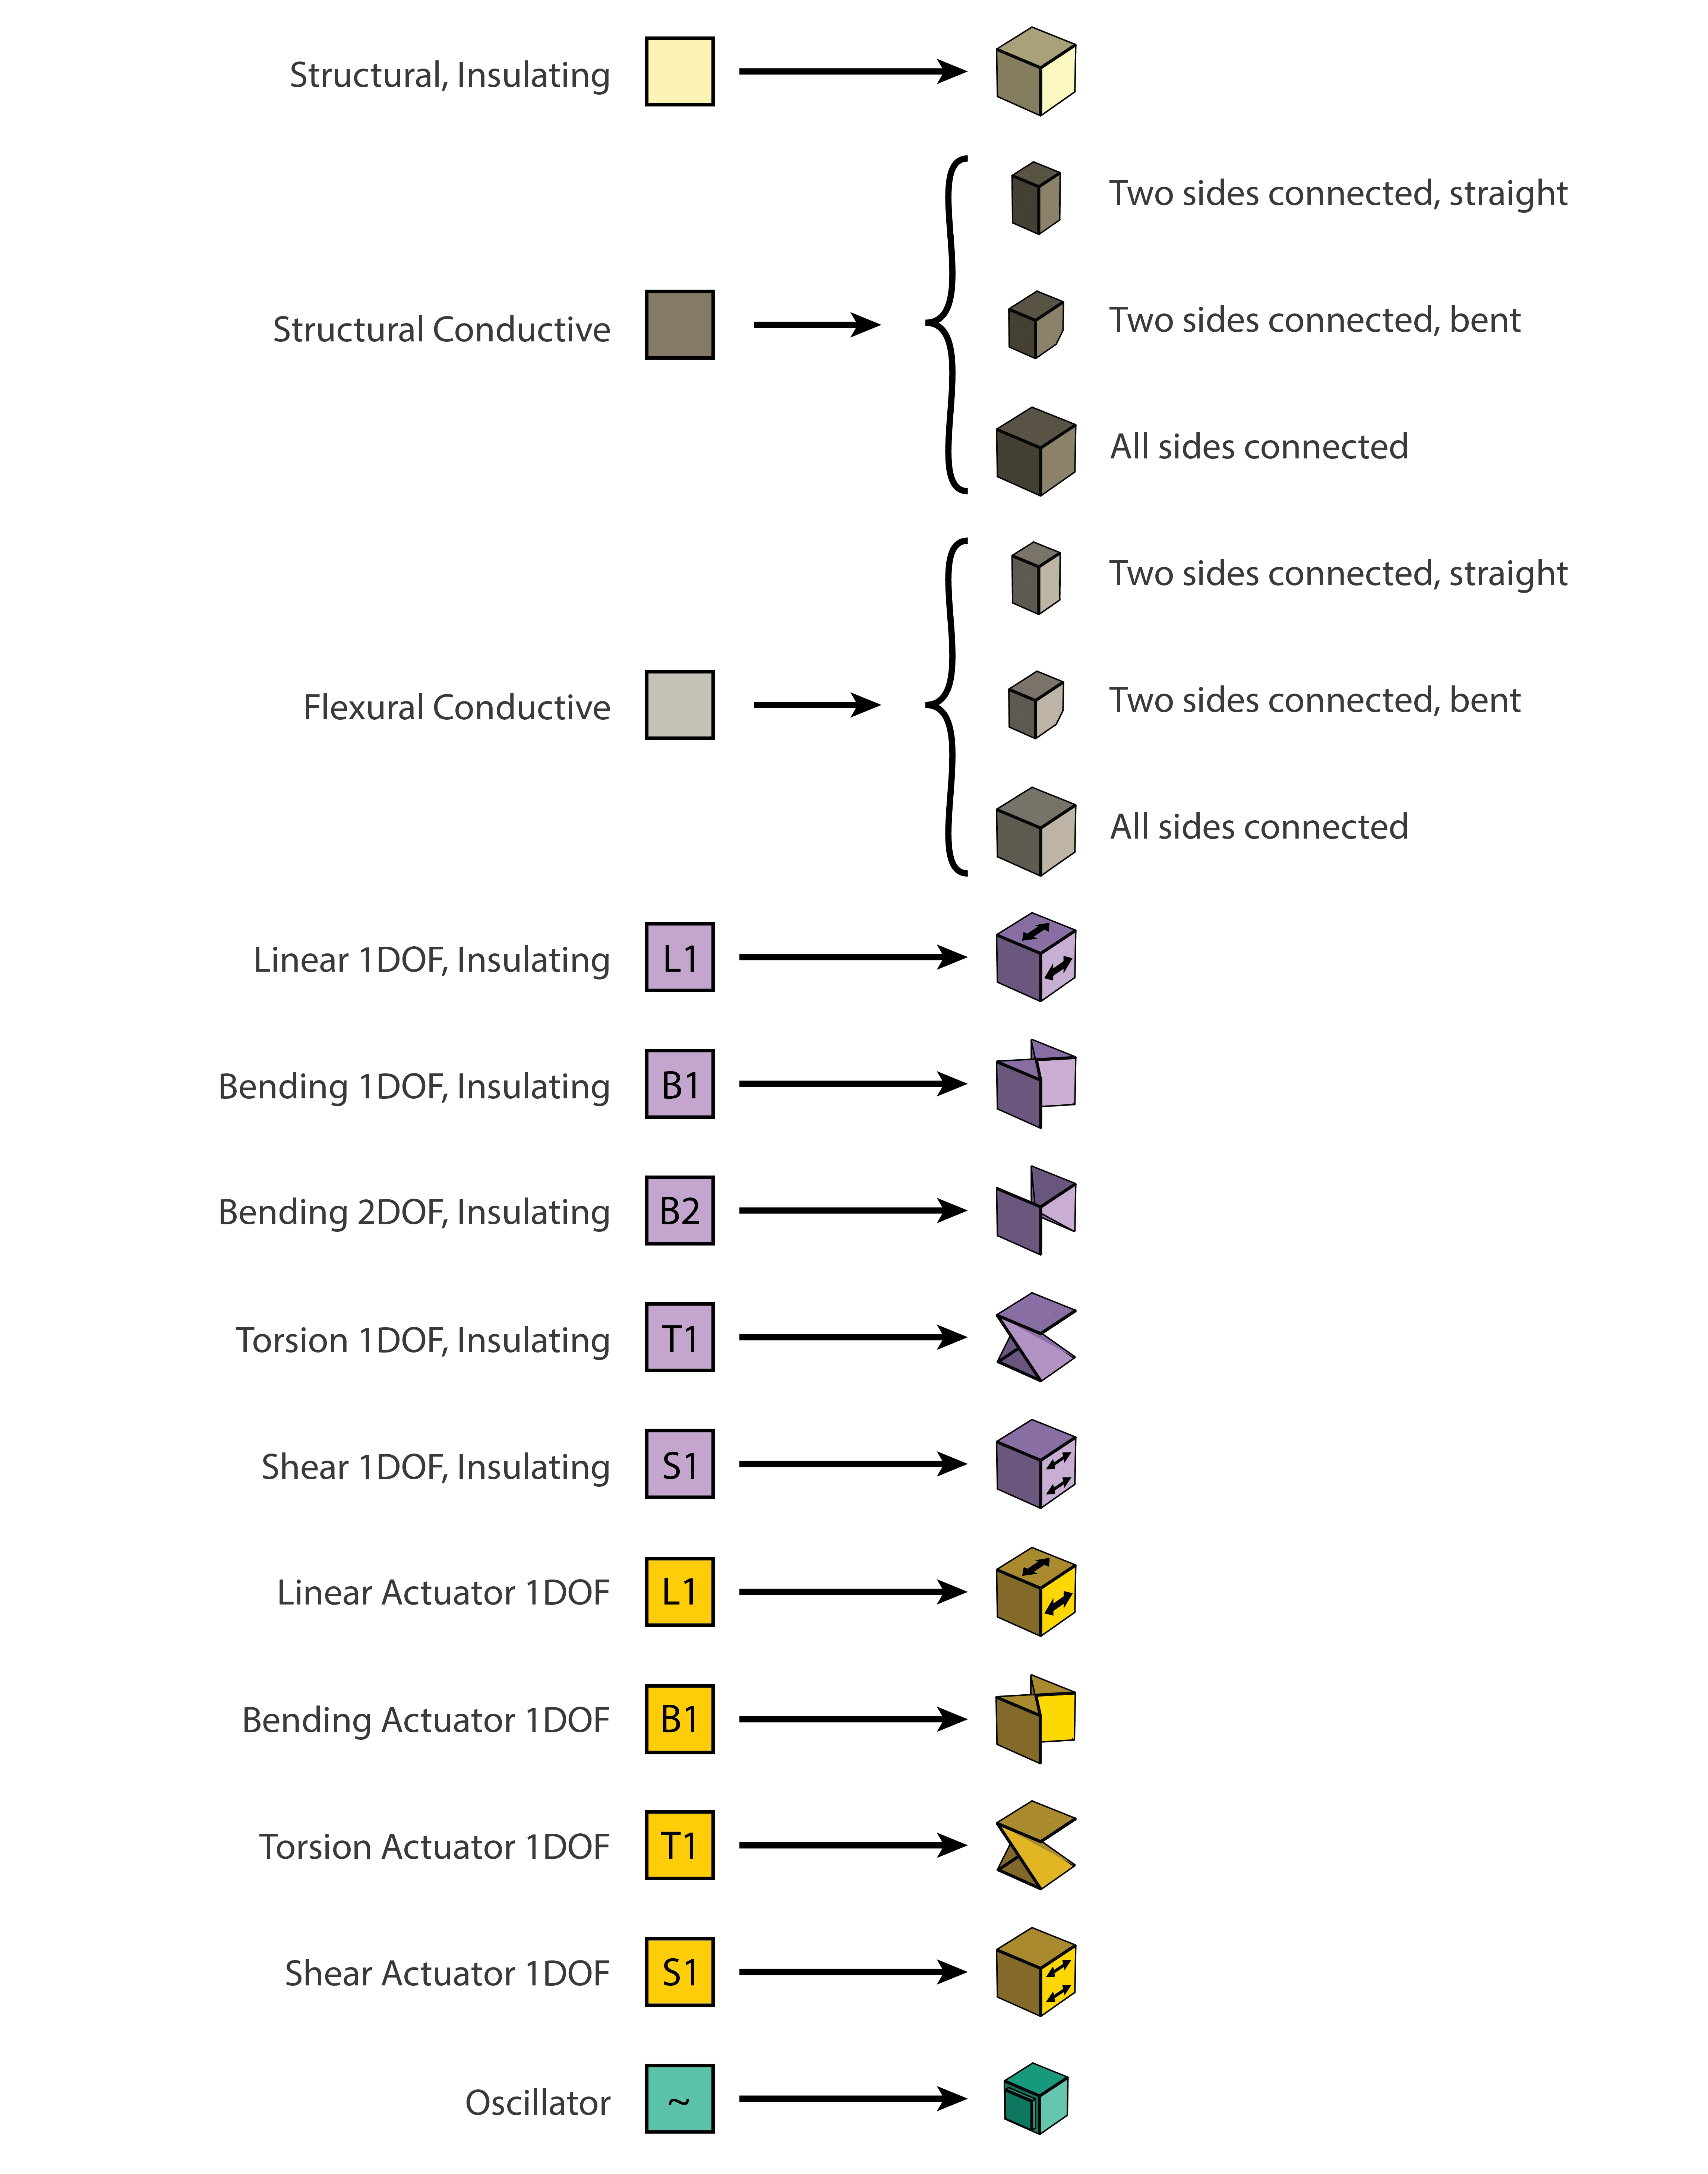 Structural, Insulating
Two sides connected, straight
Structural Conductive
Two sides connected, bent
All sides connected
Two sides connected, straight
Flexural Conductive
Two sides connected, bent
All sides connected
Linear 1DOF, Insulating L1
Bending 1DOF, Insulating B1
Bending 2DOF, Insulating B2
Torsion 1DOF, Insulating T1
Shear 1DOF, Insulating S1
Linear Actuator 1DOF L1
Bending Actuator 1DOF B1
Torsion Actuator 1DOF T1
Shear Actuator 1DOF S1
Oscillator ~